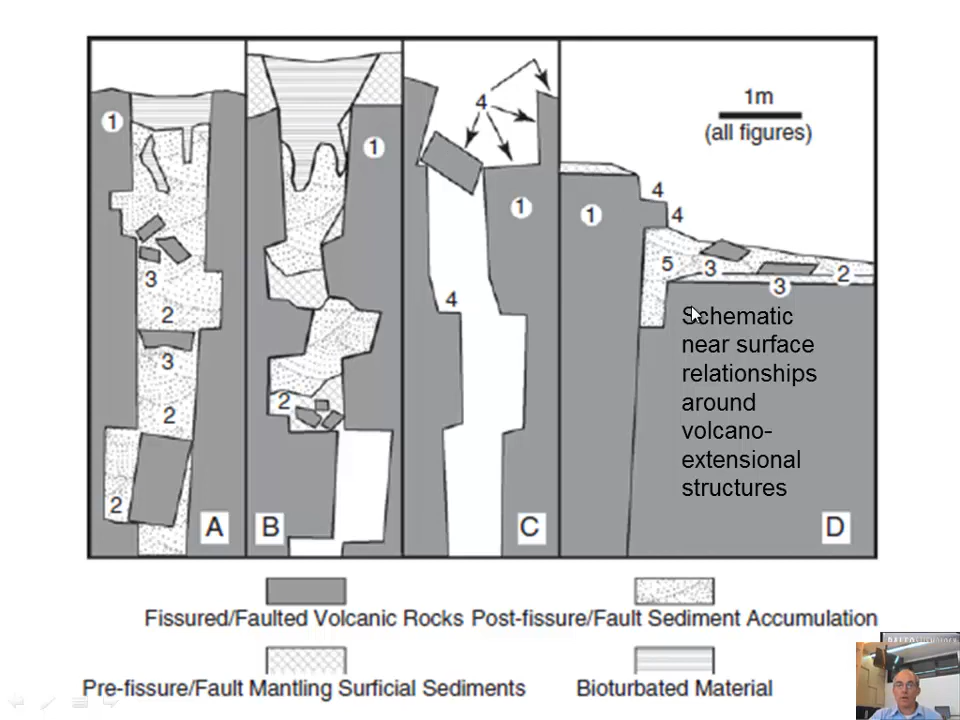 1
3
2
3
2
2
A
1
2
B
4
1
4
C
1m
(all figures)
1
4
4
5
3
2
3
Schematic
near surface
relationships
around
volcano-
extensional
structures
D
Fissured/Faulted Volcanic Rocks
Post-fissure/Fault Sediment Accumulation
Pre-fissure/Fault Mantling Surficial Sediments
Bioturbated Material